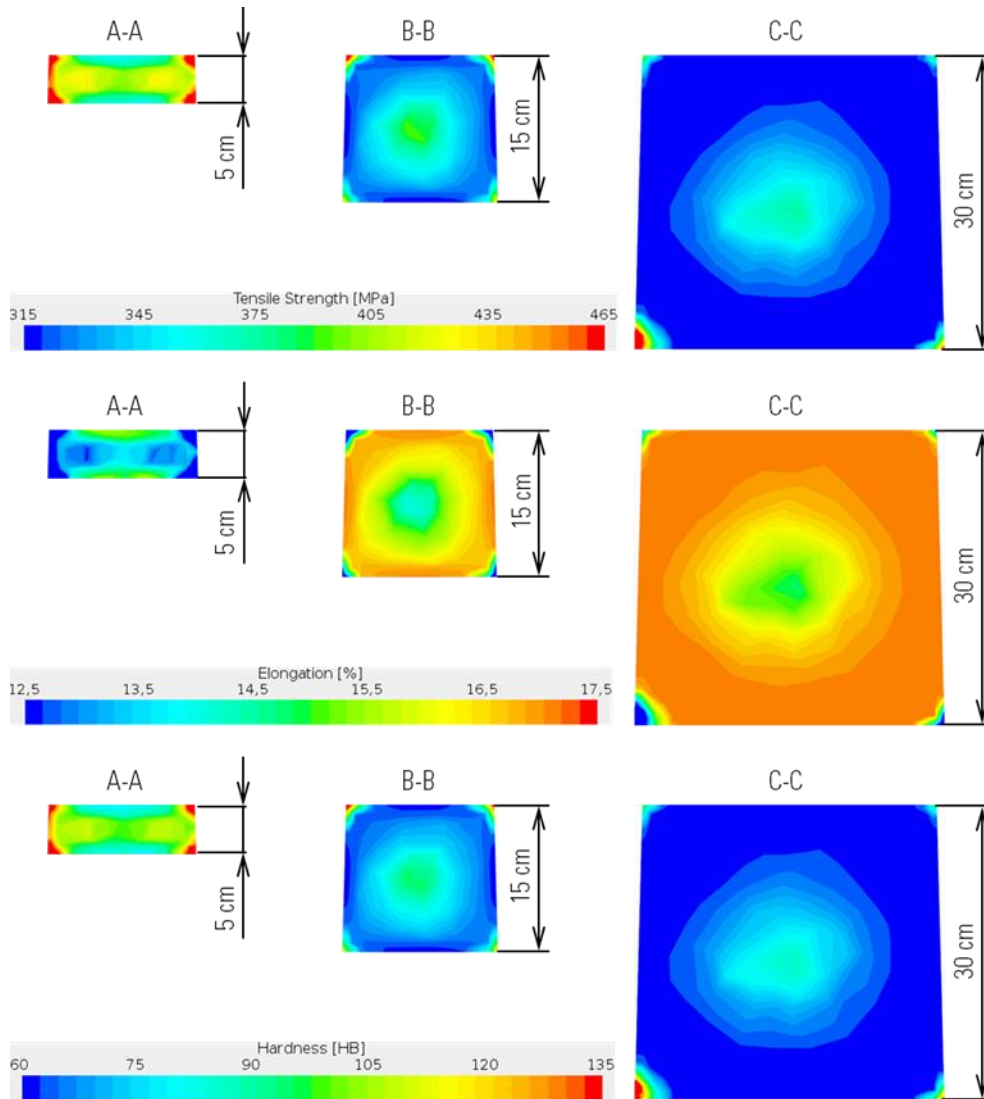 A-A B-B C-C
5 cm
15 cm
30 cm
Tensile Strength [MPa]
315 345 375 405 435 465
A-A B-B C-C
5 cm
15 cm
30 cm
Elongation [%]
12,5 13,5 14,5 15,5 16,5 17,5
A-A B-B C-C
5 cm
15 cm
30 cm
Hardness [HB]
60 75 90 105 120 135